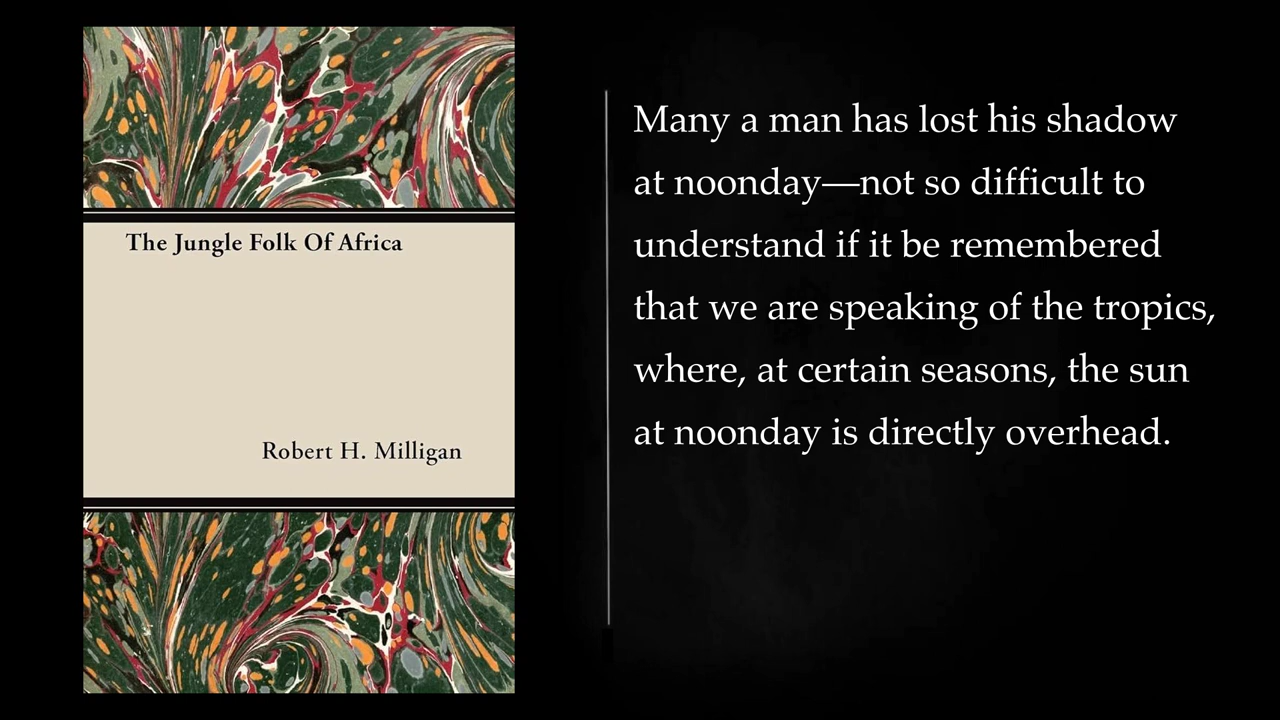 The Jungle Folk Of Africa
Robert H. Milligan
Many a man has lost his shadow
at noonday—not so difficult to
understand if it be remembered
that we are speaking of the tropics,
where, at certain seasons, the sun
at noonday is directly overhead.